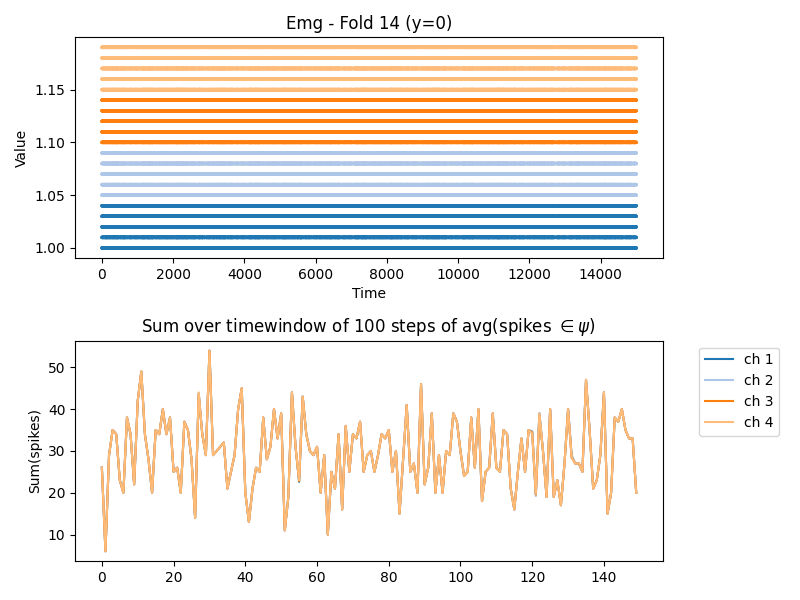 Emg - Fold 14 (y=0)
1.15
1.10
1.05
1.00
Value
0 2000 4000 6000 8000 10000 12000 14000
Time
Sum over timewindow of 100 steps of avg(spikes ∈ ψ)
50
40
30
20
10
Sum(spikes)
0 20 40 60 80 100 120 140
ch 1
ch 2
ch 3
ch 4